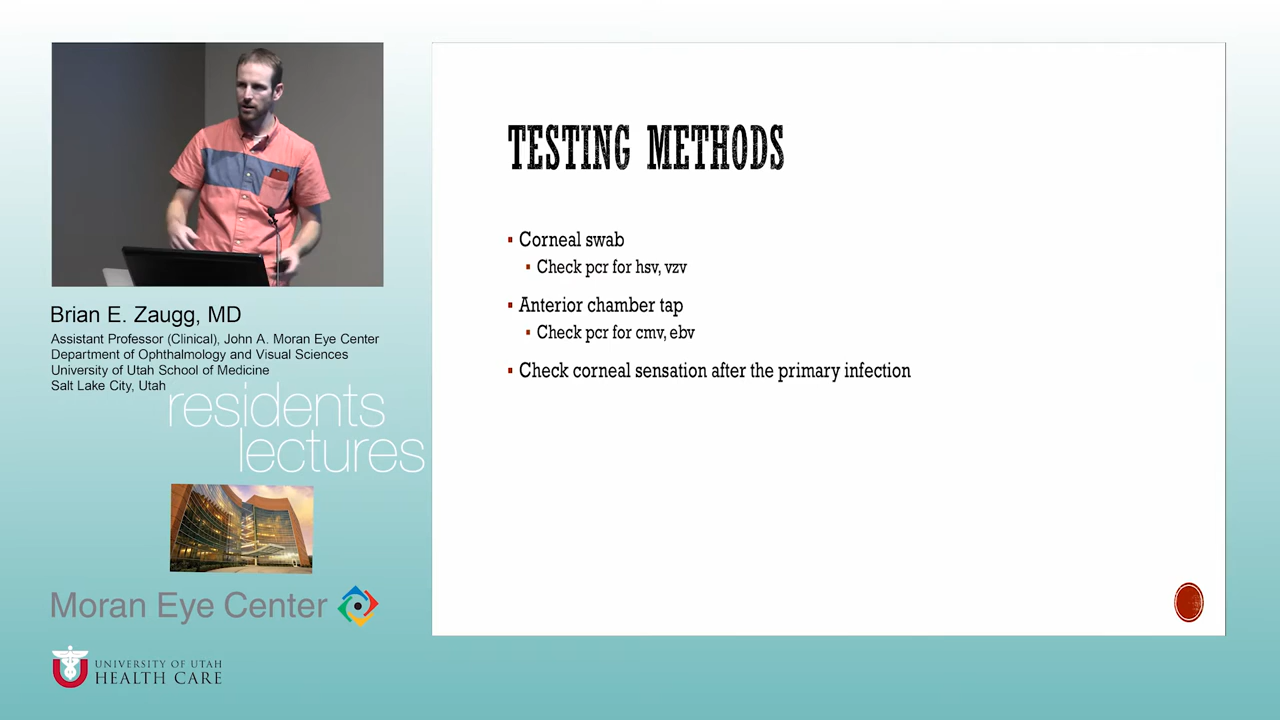 Brian E. Zaugg, MD
Assistant Professor (Clinical), John A. Moran Eye Center
Department of Ophthalmology and Visual Sciences
University of Utah School of Medicine
Salt Lake City, Utah
residents
lectures
Moran Eye Center
UNIVERSITY OF UTAH
HEALTH CARE
TESTING METHODS
▪ Corneal swab
▪ Check pcr for hsv, vzv
▪ Anterior chamber tap
▪ Check pcr for cmv, ebv
▪ Check corneal sensation after the primary infection